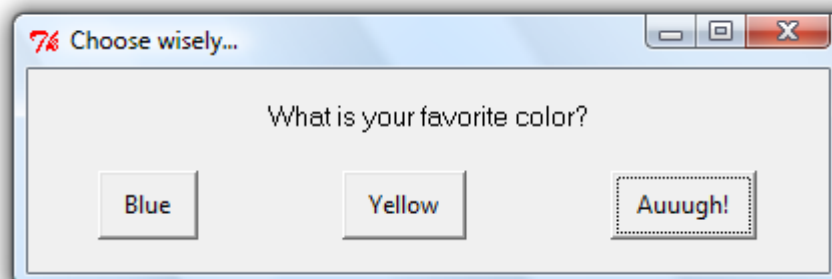 Choose wisely...
What is your favorite color?
Blue Yellow Auuugh!